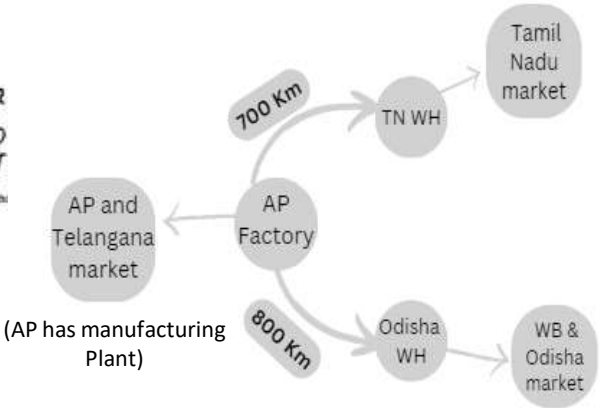 Tamil
Nadu
market
700 Km
TN WH
AP and
Telangana
market
AP
Factory
(AP has manufacturing
Plant)
800 Km
Odisha
WH
WB &
Odisha
market